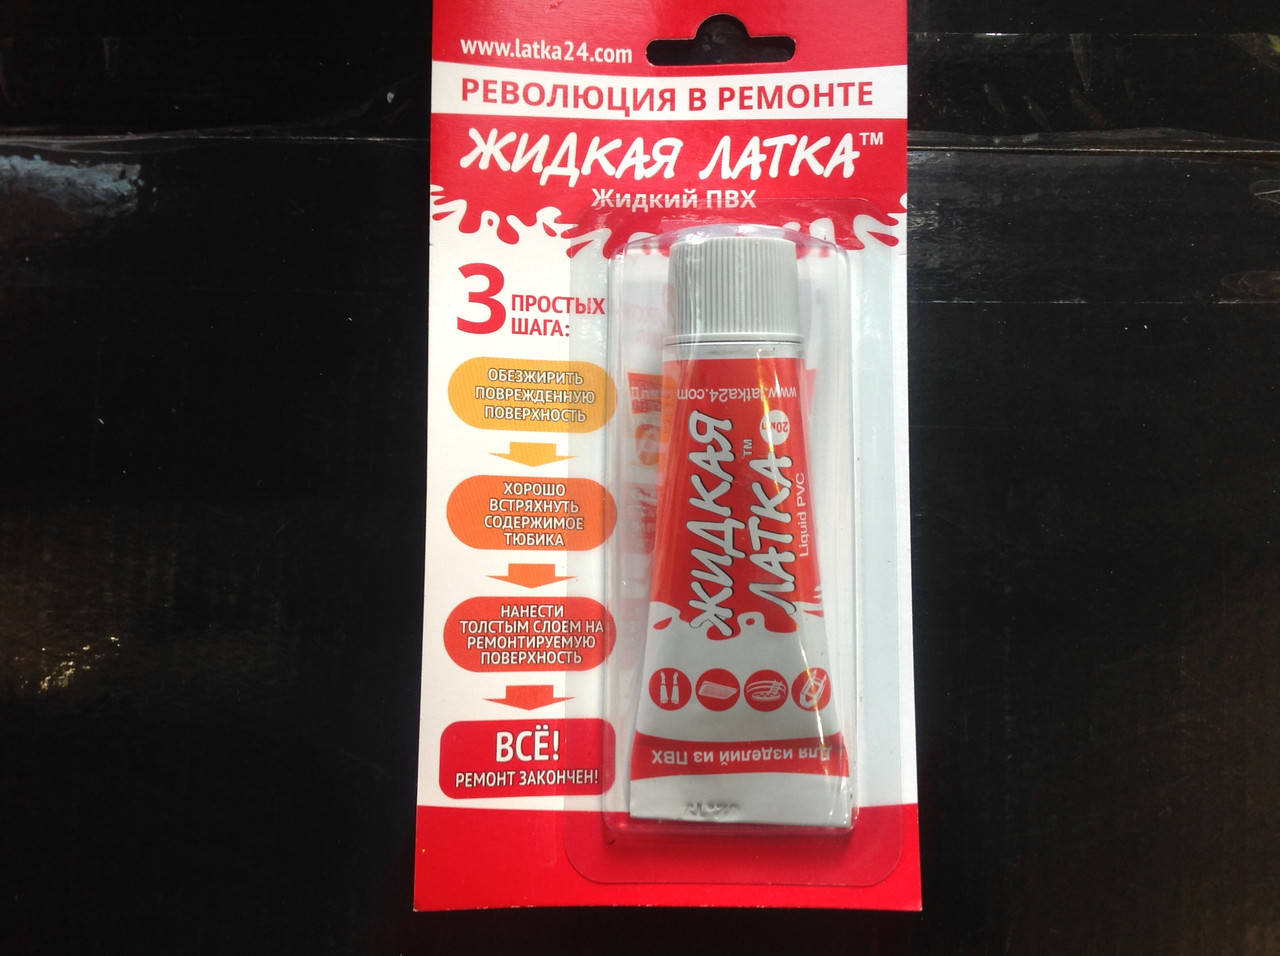 www.latka24.com
РЕВОЛЮЦИЯ В РЕМОНТЕ
ЖИДКАЯ ЛАТКА™
Жидкий ПВХ
3 ПРОСТЫХ
ШАГА:
ОБЕЗЖИРИТЬ
ПОВРЕЖДЕННУЮ
ПОВЕРХНОСТЬ
ХОРОШО
ВСТРЯХНУТЬ
СОДЕРЖИМОЕ
ТЮБИКА
НАНЕСТИ
ТОЛСТЫМ СЛОЕМ НА
РЕМОНТИРУЕМУЮ
ПОВЕРХНОСТЬ
ВСЁ!
РЕМОНТ ЗАКОНЧЕН!
www.latka24.com
20мл
ЖИДКАЯ
ЛАТКА™
Liquid PVC
Для изделий из ПВХ